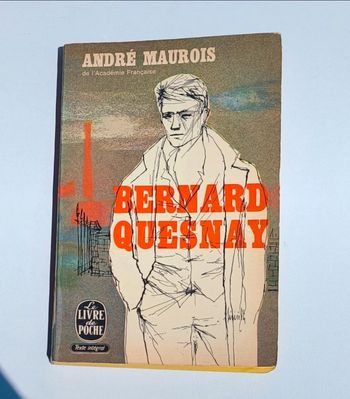 ANDRÉ MAUROIS
de l'Académie Française
BERNARD
QUESNAY
Le
LIVRE
de
POCHE
Texte intégral